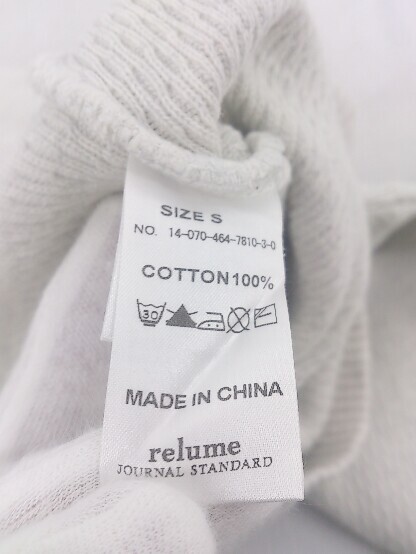 SIZE S
NO. 14-070-464-7810-3-0
COTTON100%
30
MADE IN CHINA
relume
JOURNAL STANDARD